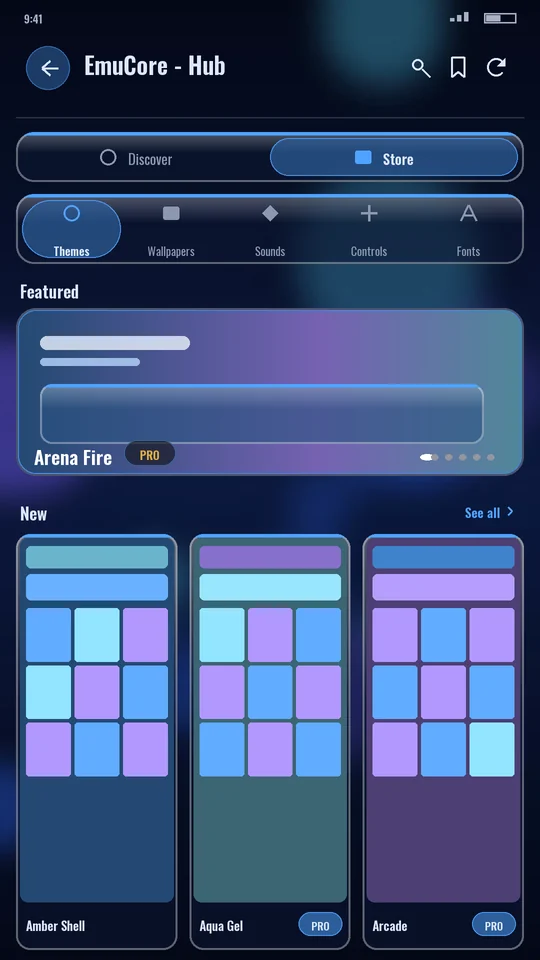 9:41
EmuCore - Hub
Discover
Store
Themes
Wallpapers
Sounds
Controls
Fonts
Featured
Arena Fire
PRO
New
See all
Amber Shell
Aqua Gel
PRO
Arcade
PRO